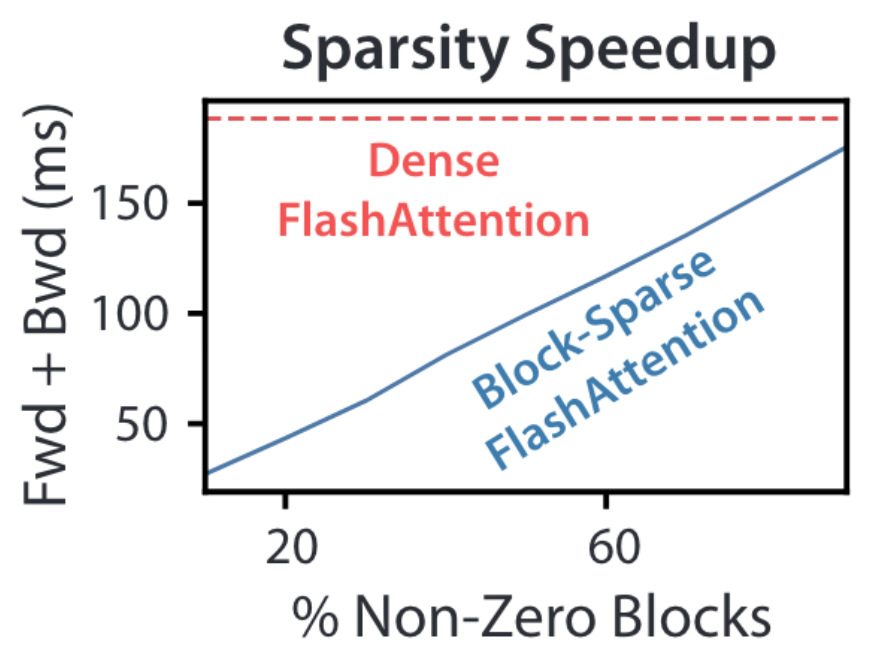 Sparsity Speedup
Fwd + Bwd (ms)
150
100
50
Dense
FlashAttention
Block-Sparse
FlashAttention
20
60
% Non-Zero Blocks